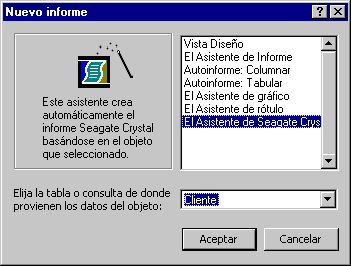 Nuevo informe
Vista Diseño
El Asistente de Informe
Autoinforme: Columnar
Autoinforme: Tabular
El Asistente de gráfico
El Asistente de rótulo
El Asistente de Seagate Crys
Este asistente crea
automáticamente el
informe Seagate Crystal
basándose en el objeto
que seleccionado.
Elija la tabla o consulta de donde
provienen los datos del objeto:
Cliente
Aceptar
Cancelar